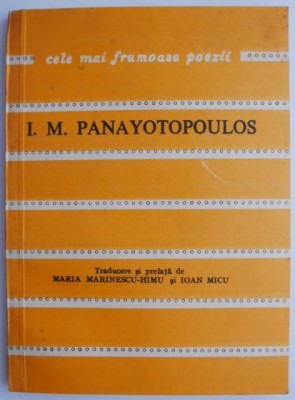 cele mai frumoase poezii
I. M. PANAYOTOPOULOS
Traducere și prefață de
MARIA MARINESCU-HIMU și IOAN MICU